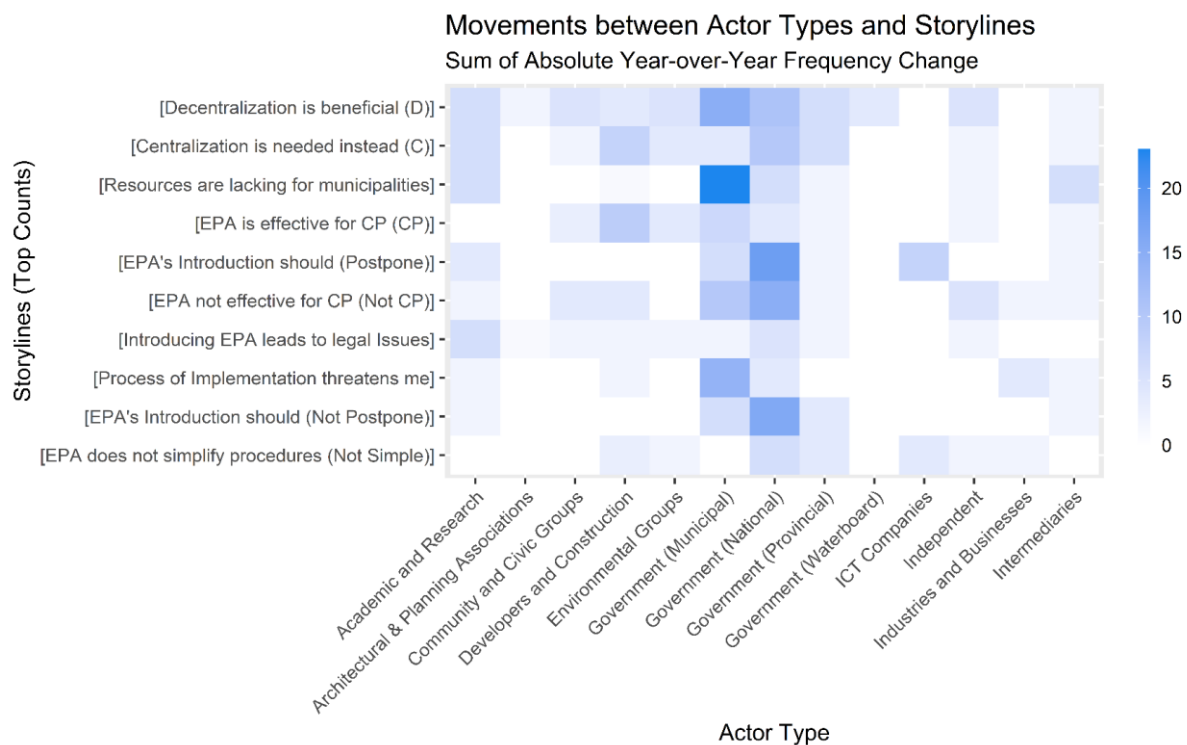 Movements between Actor Types and Storylines
Sum of Absolute Year-over-Year Frequency Change
Storylines (Top Counts)
[Decentralization is beneficial (D)]
[Centralization is needed instead (C)]
[Resources are lacking for municipalities]
[EPA is effective for CP (CP)]
[EPA's Introduction should (Postpone)]
[EPA not effective for CP (Not CP)]
[Introducing EPA leads to legal Issues]
[Process of Implementation threatens me]
[EPA's Introduction should (Not Postpone)]
[EPA does not simplify procedures (Not Simple)]
20
15
10
5
0
Academic and Research
Architectural & Planning Associations
Community and Civic Groups
Developers and Construction
Environmental Groups
Government (Municipal)
Government (National)
Government (Provincial)
Government (Waterboard)
ICT Companies
Independent
Industries and Businesses
Intermediaries
Actor Type